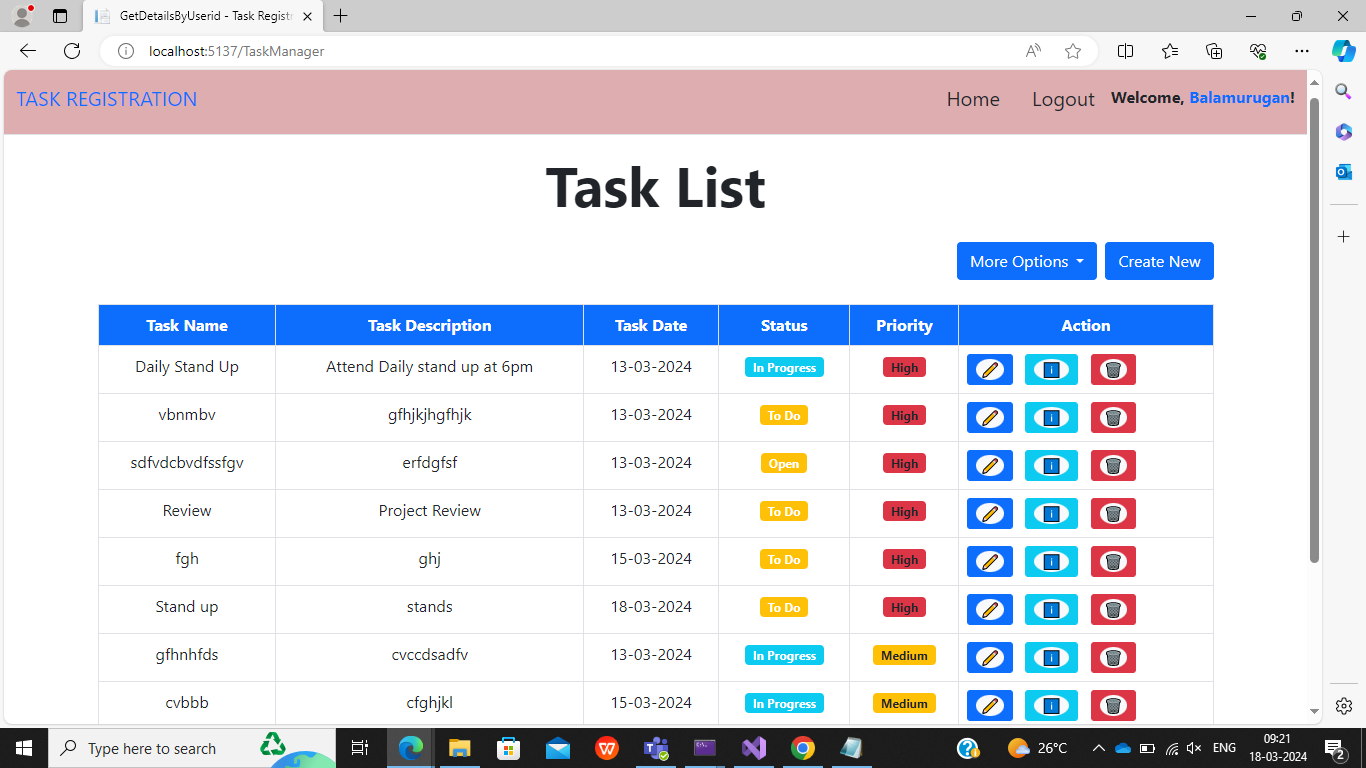 GetDetailsByUserid - Task Registr
localhost:5137/TaskManager
TASK REGISTRATION
Home Logout Welcome, Balamurugan!
Task List
More Options Create New
Task Name Task Description Task Date Status Priority Action
Daily Stand Up Attend Daily stand up at 6pm 13-03-2024 In Progress High
vbnmbv gfhjkjhgfhjk 13-03-2024 To Do High
sdfvdcbvdfssfgv erfdgfsf 13-03-2024 Open High
Review Project Review 13-03-2024 To Do High
fgh ghj 15-03-2024 To Do High
Stand up stands 18-03-2024 To Do High
gfhnhfds cvccdsadfv 13-03-2024 In Progress Medium
cvbbb cfghjkl 15-03-2024 In Progress Medium
Type here to search
26°C
ENG
09:21
18-03-2024
2